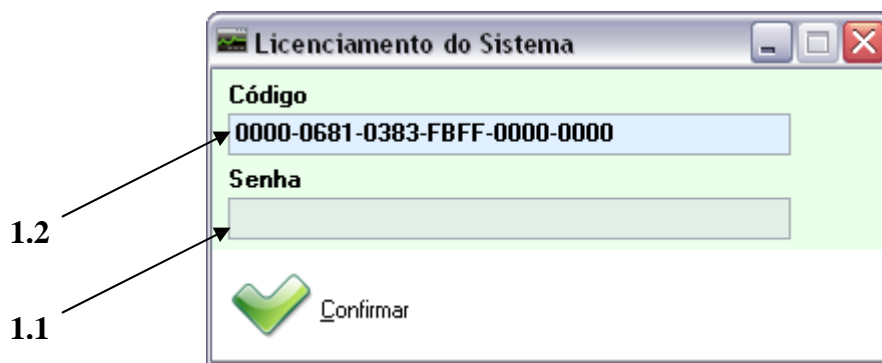 Licenciamento do Sistema
Código
0000-0681-0383-FBFF-0000-0000
Senha
1.2
1.1
Confirmar